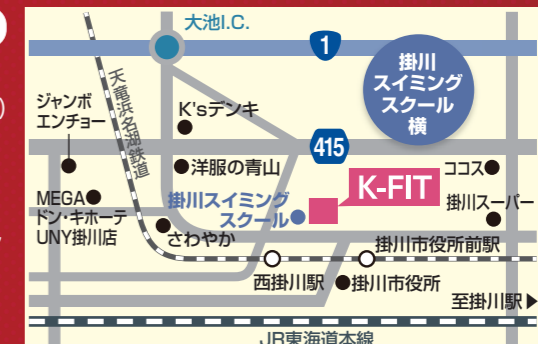 大池I.C.
1
掛川
スイミング
スクール
横
天竜浜名湖鉄道
ジャンボ
エンチョー
K'sデンキ
415
洋服の青山
ココス
K-FIT
掛川スイミング
スクール
掛川スーパー
MEGA
ドン・キホーテ
UNY掛川店
さわやか
掛川市役所前駅
西掛川駅
掛川市役所
至掛川駅▶
JR東海道本線